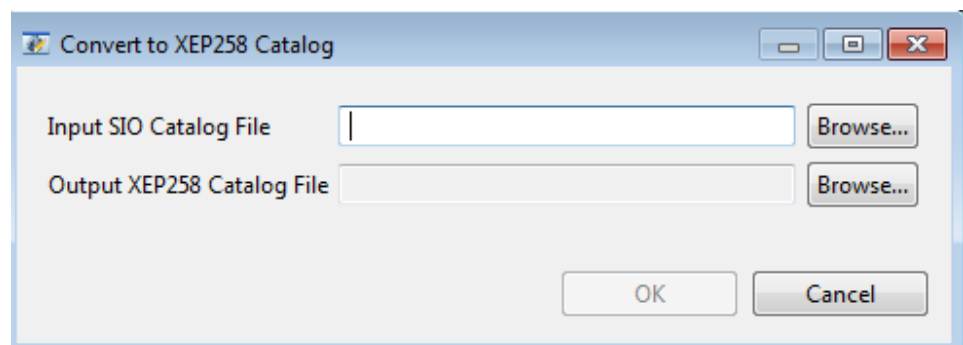 Convert to XEP258 Catalog
Input SIO Catalog File Browse...
Output XEP258 Catalog File Browse...
OK Cancel